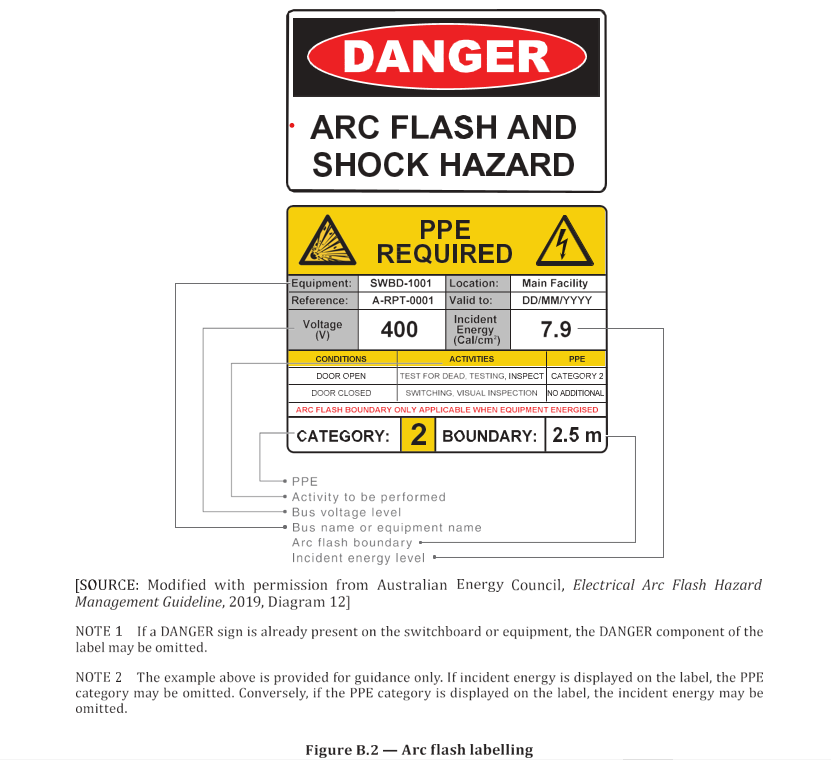 DANGER
ARC FLASH AND
SHOCK HAZARD
PPE
REQUIRED
Equipment: SWBD-1001 Location: Main Facility
Reference: A-RPT-0001 Valid to: DD/MM/YYYY
Voltage (V) 400 Incident Energy (Cal/cm²) 7.9
CONDITIONS ACTIVITIES PPE
DOOR OPEN TEST FOR DEAD, TESTING, INSPECT CATEGORY 2
DOOR CLOSED SWITCHING, VISUAL INSPECTION NO ADDITIONAL
ARC FLASH BOUNDARY ONLY APPLICABLE WHEN EQUIPMENT ENERGISED
CATEGORY: 2 BOUNDARY: 2.5 m
PPE
Activity to be performed
Bus voltage level
Bus name or equipment name
Arc flash boundary
Incident energy level
[SOURCE: Modified with permission from Australian Energy Council, Electrical Arc Flash Hazard
Management Guideline, 2019, Diagram 12]
NOTE 1 If a DANGER sign is already present on the switchboard or equipment, the DANGER component of the
label may be omitted.
NOTE 2 The example above is provided for guidance only. If incident energy is displayed on the label, the PPE
category may be omitted. Conversely, if the PPE category is displayed on the label, the incident energy may be
omitted.
Figure B.2 — Arc flash labelling